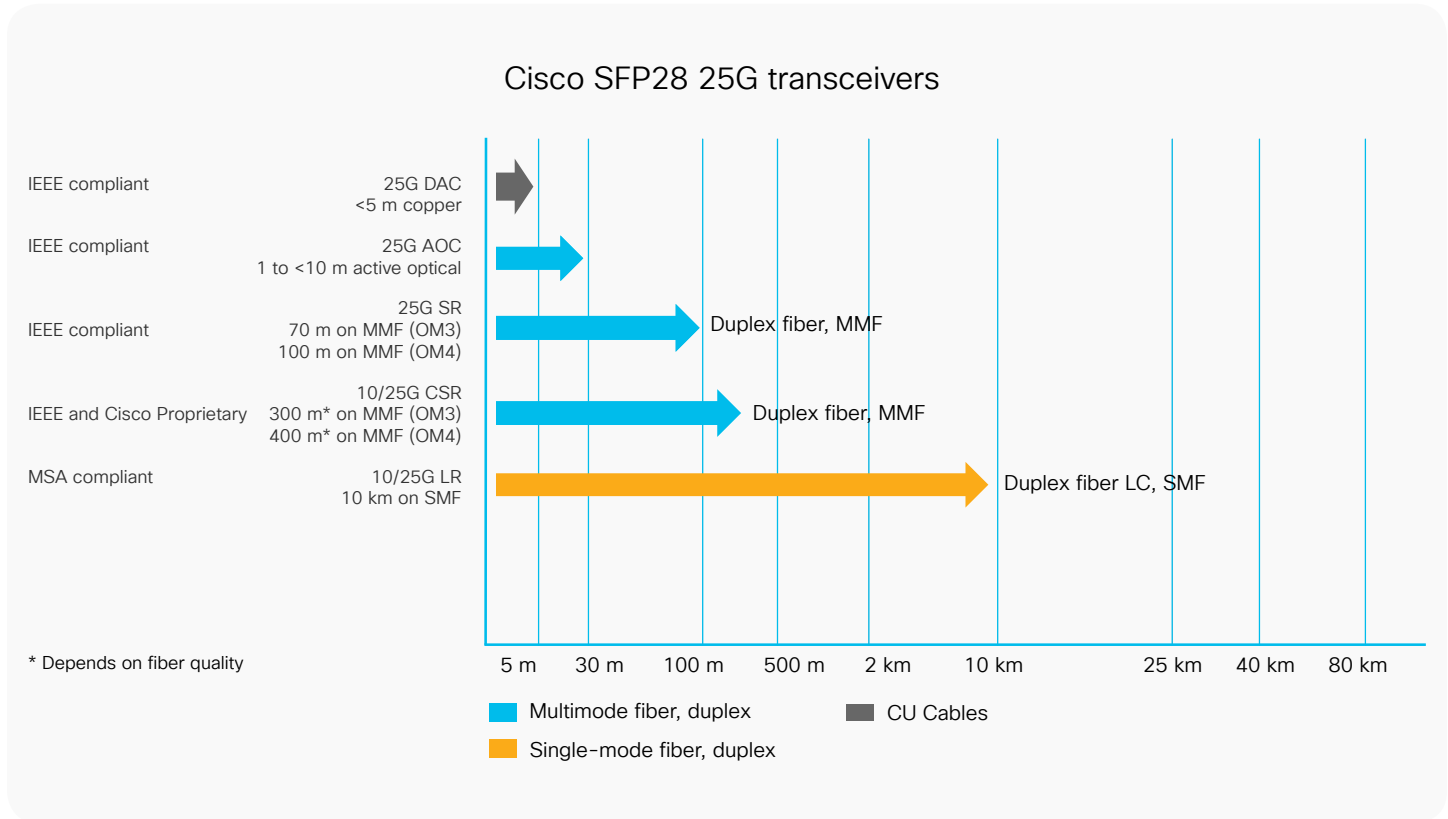 Cisco SFP28 25G transceivers
IEEE compliant
25G DAC
<5 m copper
IEEE compliant
25G AOC
1 to <10 m active optical
IEEE compliant
25G SR
70 m on MMF (OM3)
100 m on MMF (OM4)
Duplex fiber, MMF
IEEE and Cisco Proprietary
10/25G CSR
300 m* on MMF (OM3)
400 m* on MMF (OM4)
Duplex fiber, MMF
MSA compliant
10/25G LR
10 km on SMF
Duplex fiber LC, SMF
* Depends on fiber quality
5 m 30 m 100 m 500 m 2 km 10 km 25 km 40 km 80 km
Multimode fiber, duplex
CU Cables
Single-mode fiber, duplex